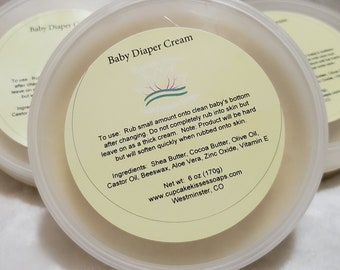 Baby Diaper Cream
To use: Rub small amount onto clean baby's bottom
after changing. Do not completely rub into skin but
leave on as a thick cream. Note: Product will be hard
but will soften quickly when rubbed onto skin
Ingredients: Shea Butter, Cocoa Butter, Olive Oil,
Castor Oil, Beeswax, Aloe Vera, Zinc Oxide, Vitamin E
Net wt. 6 oz (170g)
www.cupcakekissessoaps.com
Westminster, CO
Baby Diaper Cream
Baby Diaper Cream